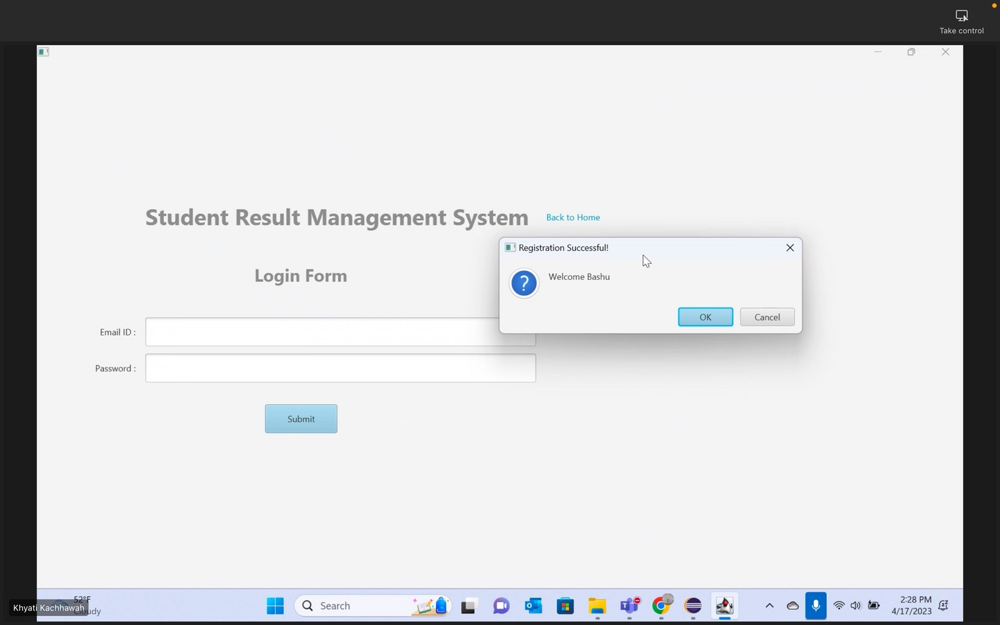 Take control
Student Result Management System
Back to Home
Registration Successful!
Welcome Bashu
OK
Cancel
Login Form
Email ID :
Password :
Submit
52°F
Cloudy
Khyati Kachhawah
Search
2:28 PM
4/17/2023